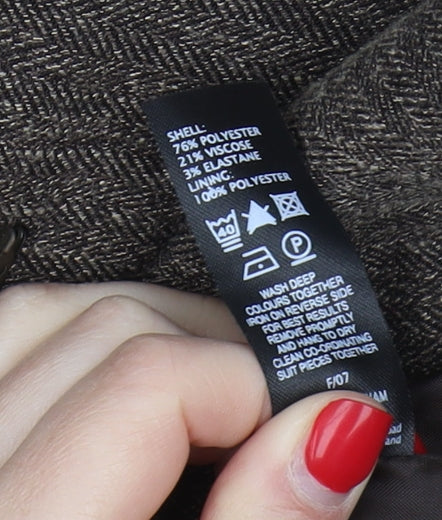 SHELL:
76% POLYESTER
21% VISCOSE
3% ELASTANE
LINING:
100% POLYESTER
40
P
WASH DEEP
COLOURS TOGETHER
IRON ON REVERSE SIDE
FOR BEST RESULTS
REMOVE PROMPTLY
AND HANG TO DRY
CLEAN CO-ORDINATING
SUIT PIECES TOGETHER
F/07